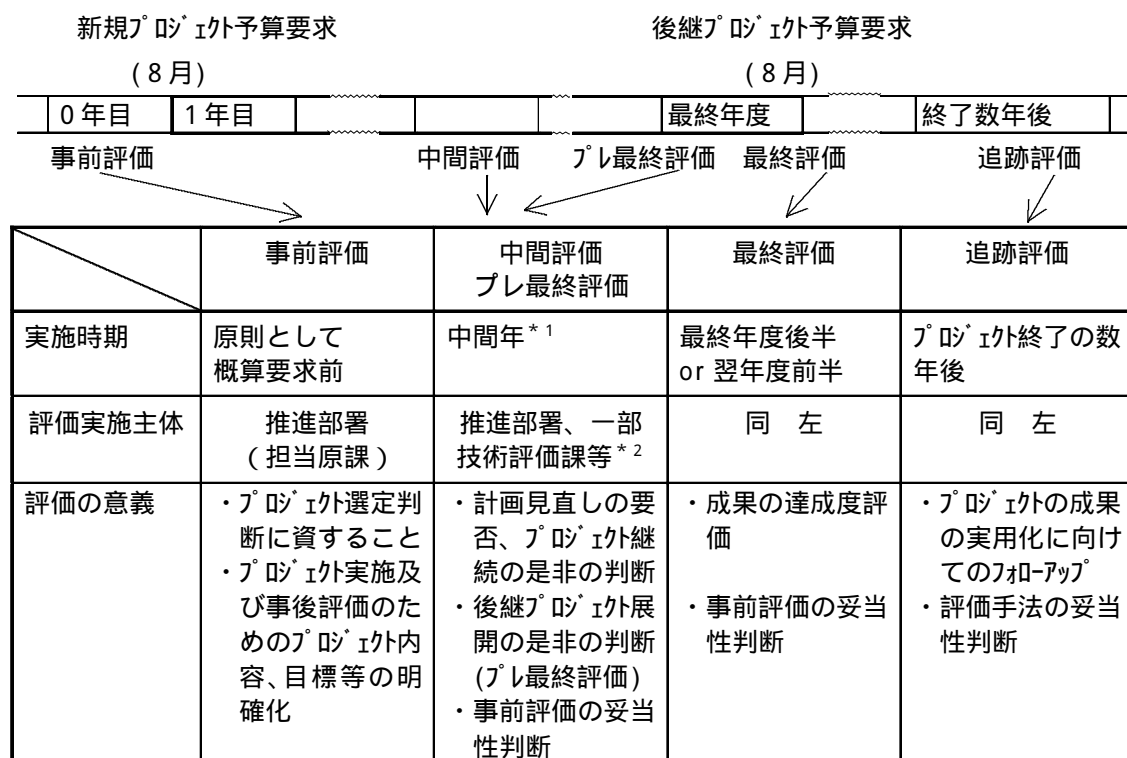 新規プロジェクト予算要求 後継プロジェクト予算要求
(8月) (8月)
0年目 1年目 最終年度 終了数年後
事前評価 中間評価 プレ最終評価 最終評価 追跡評価
事前評価
中間評価
プレ最終評価
最終評価
追跡評価
実施時期
原則として
概算要求前
中間年*1
最終年度後半
or 翌年度前半
プロジェクト終了の数
年後
評価実施主体
推進部署
(担当原課)
推進部署、一部
技術評価課等*2
同 左
同 左
評価の意義
・プロジェクト選定判
断に資すること
・プロジェクト実施及
び事後評価のた
めのプロジェクト内
容、目標等の明
確化
・計画見直しの要
否、プロジェクト継
続の是非の判断
・後継プロジェクト展
開の是非の判断
(プレ最終評価)
・事前評価の妥当
性判断
・成果の達成度評
価
・事前評価の妥当
性判断
・プロジェクトの成果
の実用化に向け
てのフォローアップ
・評価手法の妥当
性判断